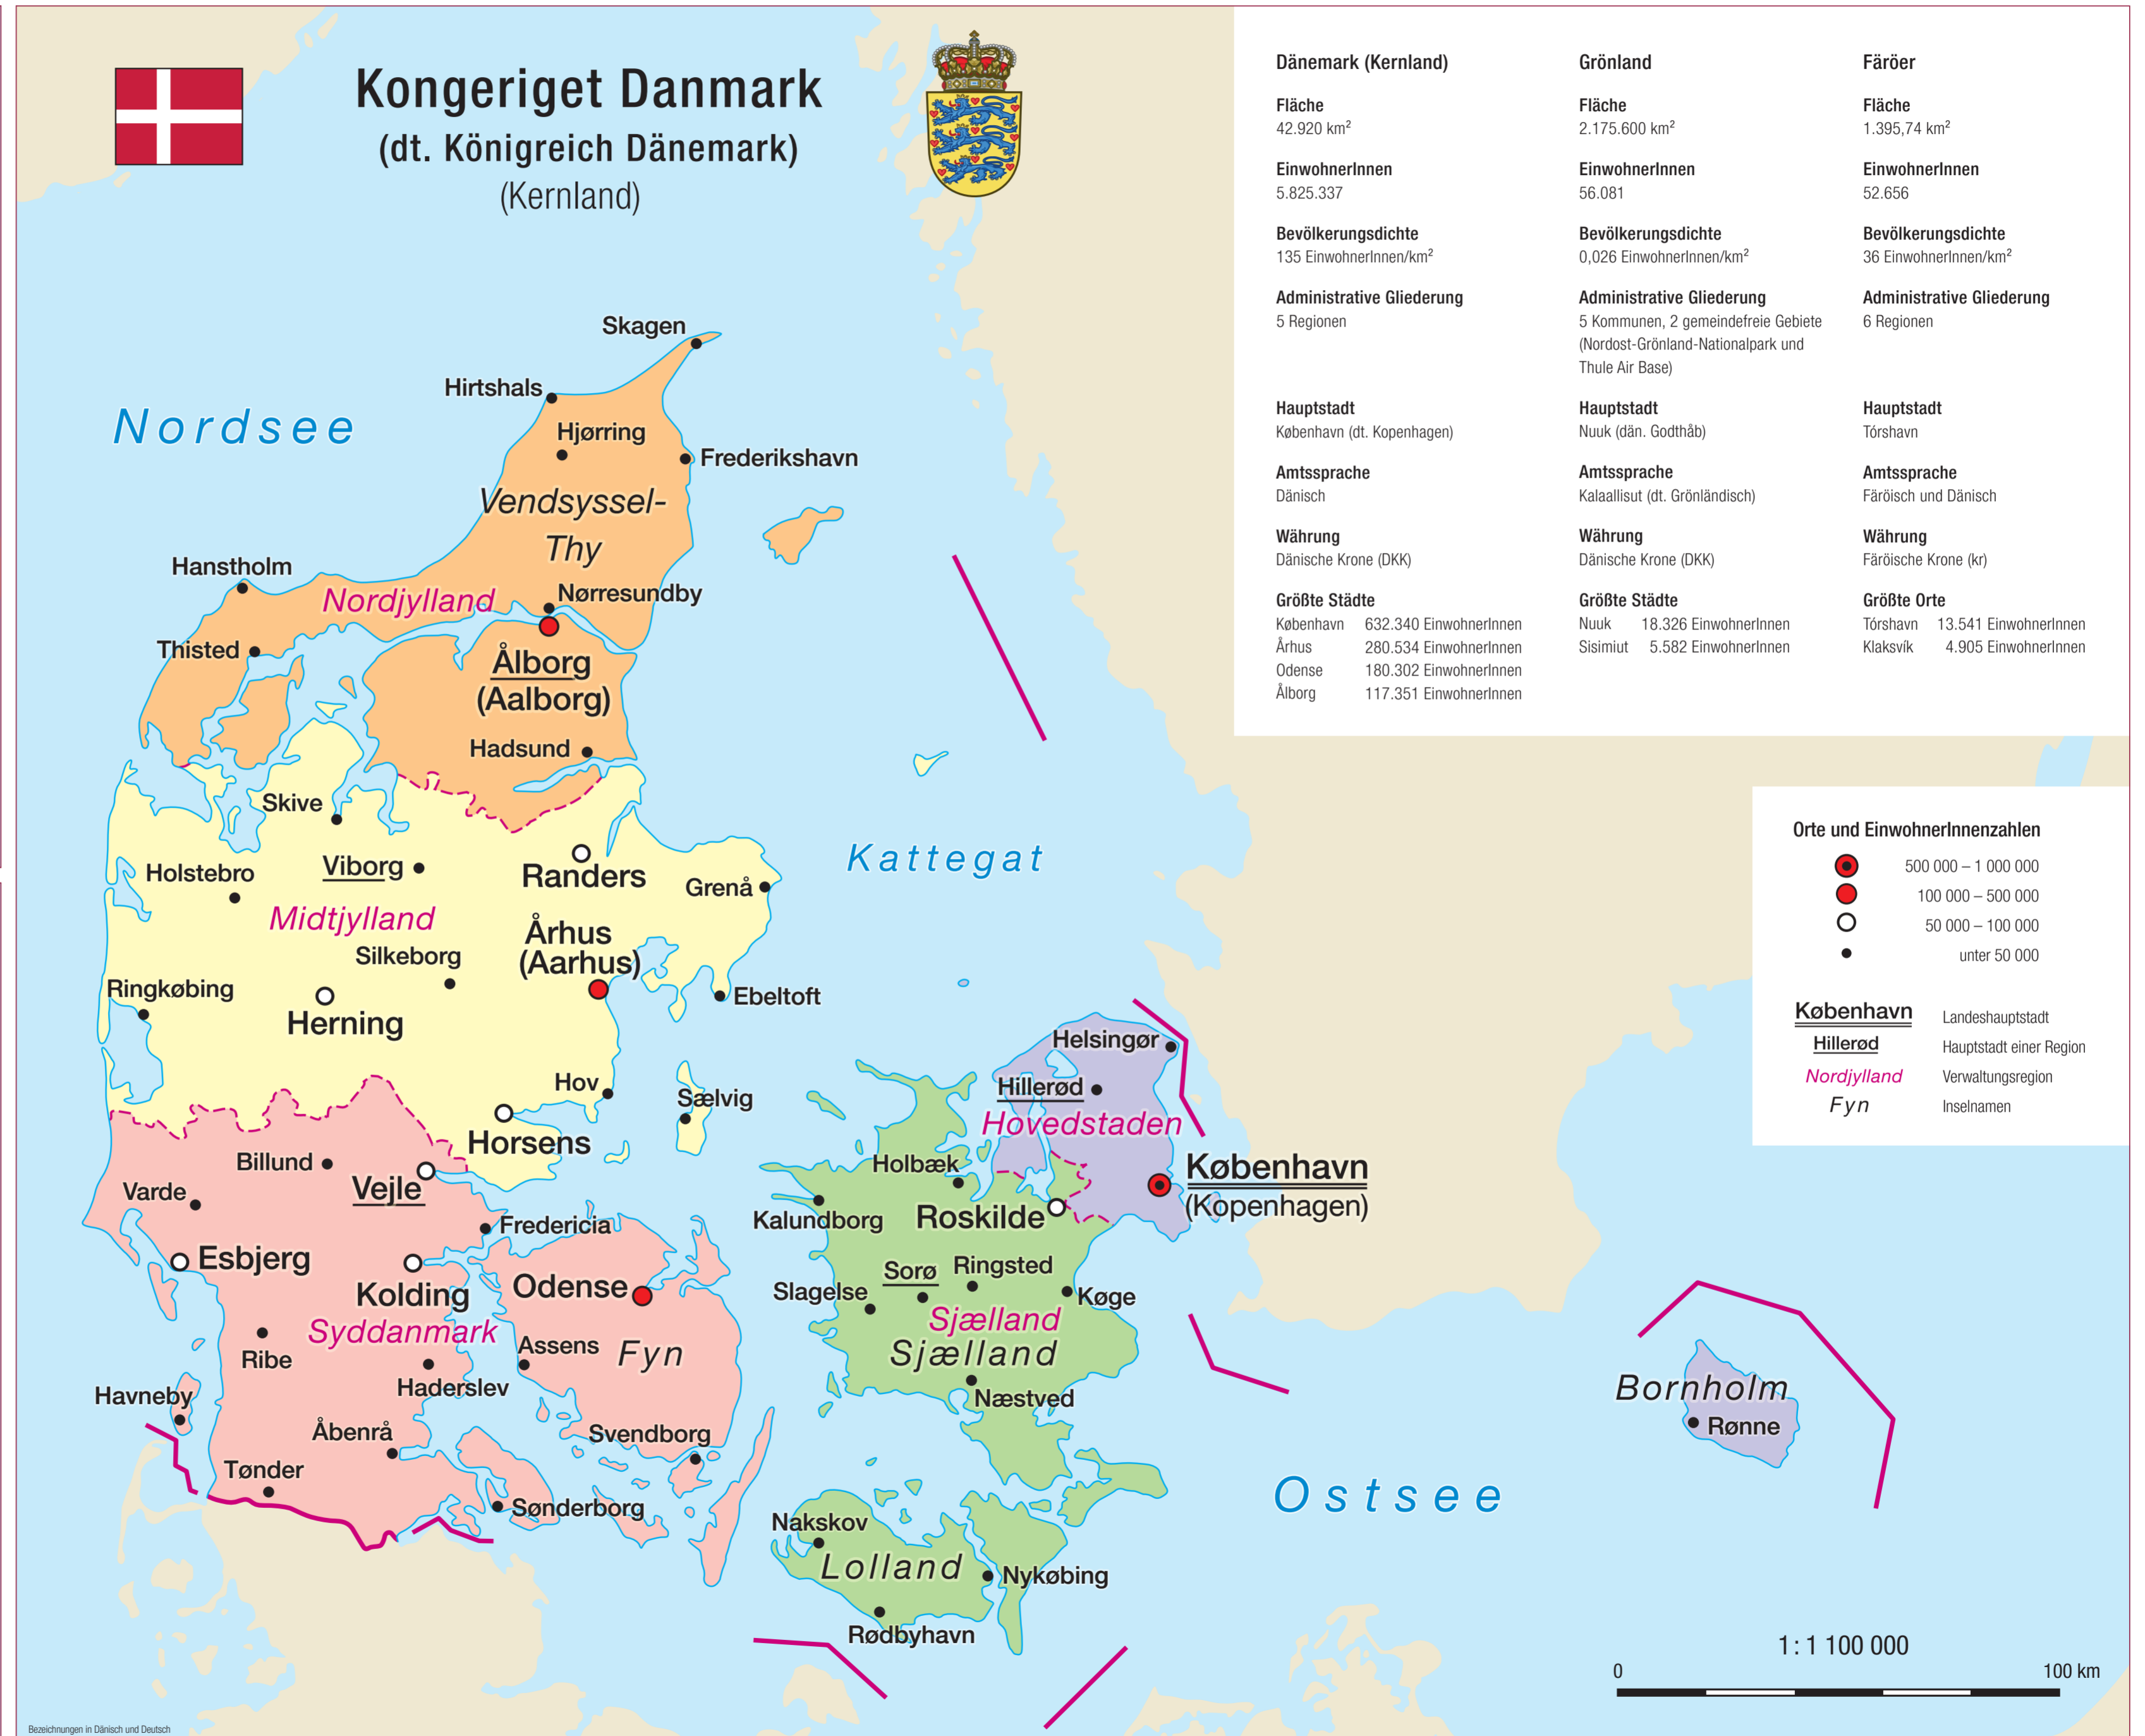 Kongeriget Danmark
(dt. Königreich Dänemark)
(Kernland)
Dänemark (Kernland)
Fläche
42.920 km²
EinwohnerInnen
5.825.337
Bevölkerungsdichte
135 EinwohnerInnen/km²
Administrative Gliederung
5 Regionen
Hauptstadt
København (dt. Kopenhagen)
Amtssprache
Dänisch
Währung
Dänische Krone (DKK)
Größte Städte
København 632.340 EinwohnerInnen
Århus 280.534 EinwohnerInnen
Odense 180.302 EinwohnerInnen
Ålborg 117.351 EinwohnerInnen
Grönland
Fläche
2.175.600 km²
EinwohnerInnen
56.081
Bevölkerungsdichte
0,026 EinwohnerInnen/km²
Administrative Gliederung
5 Kommunen, 2 gemeindefreie Gebiete
(Nordost-Grönland-Nationalpark und
Thule Air Base)
Hauptstadt
Nuuk (dän. Godthåb)
Amtssprache
Kalaallisut (dt. Grönländisch)
Währung
Dänische Krone (DKK)
Größte Städte
Nuuk 18.326 EinwohnerInnen
Sisimiut 5.582 EinwohnerInnen
Färöer
Fläche
1.395,74 km²
EinwohnerInnen
52.656
Bevölkerungsdichte
36 EinwohnerInnen/km²
Administrative Gliederung
6 Regionen
Hauptstadt
Tórshavn
Amtssprache
Färöisch und Dänisch
Währung
Färöische Krone (kr)
Größte Orte
Tórshavn 13.541 EinwohnerInnen
Klaksvík 4.905 EinwohnerInnen
Skagen
Hirtshals
Nordsee
Hjørring
Frederikshavn
Vendsyssel-
Thy
Hanstholm
Nordjylland
Nørresundby
Thisted
Ålborg
(Aalborg)
Hadsund
Skive
Kattegat
Viborg
Holstebro
Randers
Grenå
Midtjylland
Århus
(Aarhus)
Silkeborg
Ringkøbing
Ebeltoft
Herning
Helsingør
Hov
Hillerød
Sælvig
Hovedstaden
Horsens
Billund
Holbæk
København
(Kopenhagen)
Vejle
Varde
Kalundborg
Roskilde
Fredericia
Esbjerg
Kolding
Odense
Sorø
Ringsted
Slagelse
Køge
Syddanmark
Sjælland
Sjælland
Assens
Fyn
Ribe
Haderslev
Havneby
Næstved
Bornholm
Rønne
Åbenrå
Svendborg
Tønder
Sønderborg
Ostsee
Nakskov
Lolland
Nykøbing
Rødbyhavn
Orte und EinwohnerInnenzahlen
500 000 – 1 000 000
100 000 – 500 000
50 000 – 100 000
unter 50 000
København Landeshauptstadt
Hillerød Hauptstadt einer Region
Nordjylland Verwaltungsregion
Fyn Inselnamen
1 : 1 100 000
0 100 km
Bezeichnungen in Dänisch und Deutsch